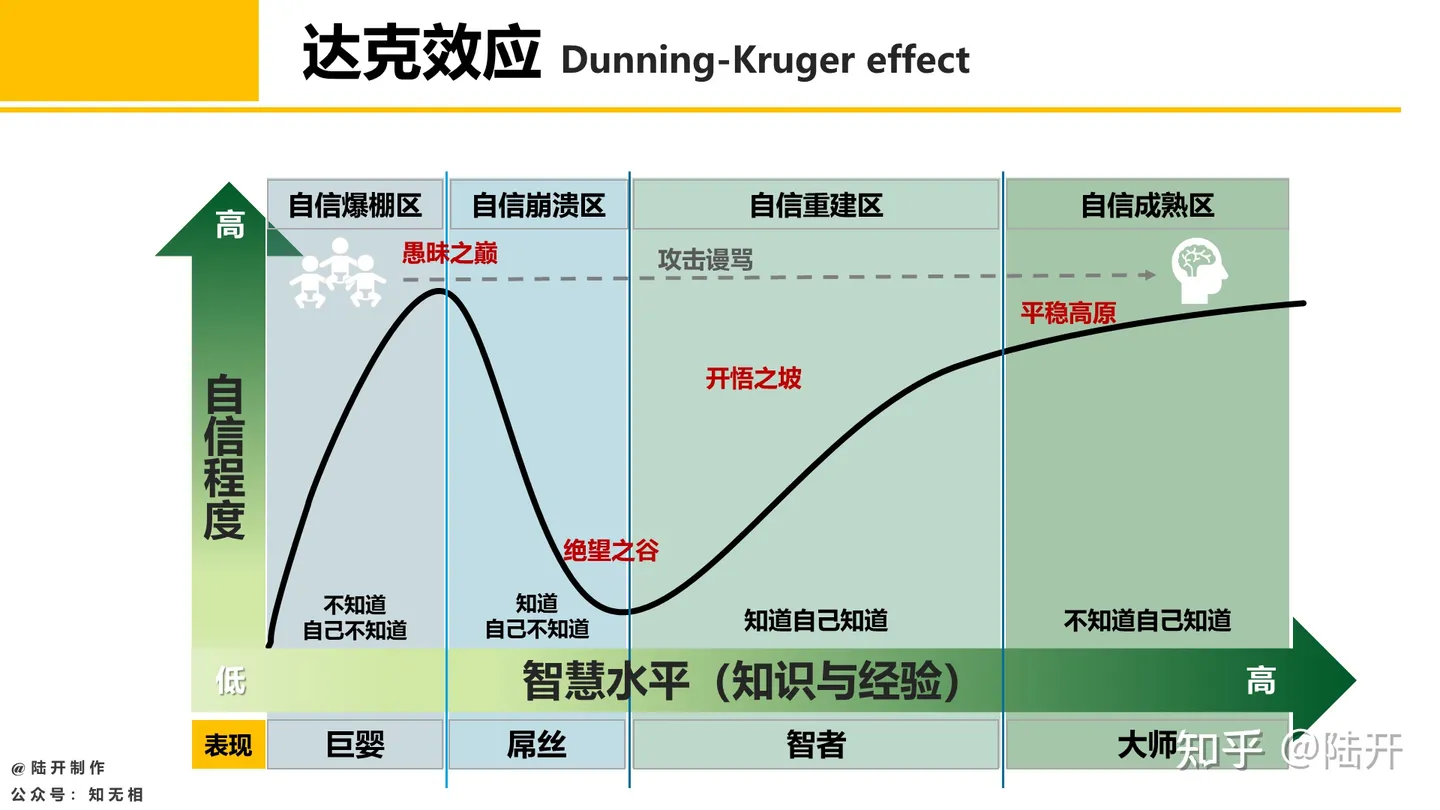 达克效应 Dunning-Kruger effect
高
自信爆棚区 自信崩溃区 自信重建区 自信成熟区
愚昧之巅
攻击谩骂
平稳高原
开悟之坡
自信程度
绝望之谷
不知道
自己不知道
知道
自己不知道
知道自己知道
不知道自己知道
低 智慧水平（知识与经验） 高
表现 巨婴 屌丝 智者 大师
知乎 @陆开
@陆开制作
公众号：知无相